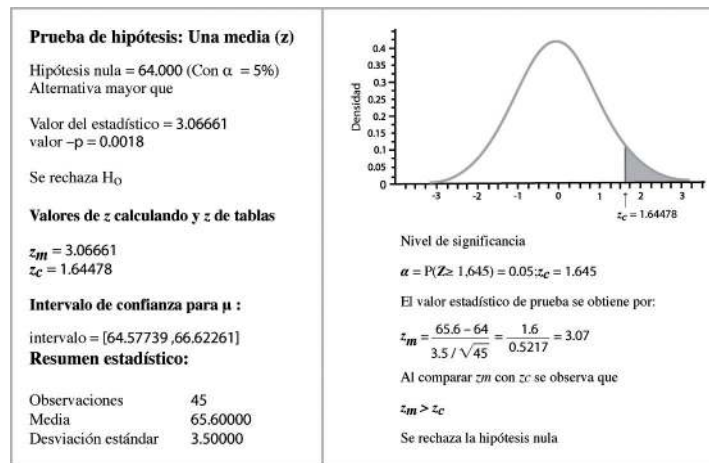 Prueba de hipótesis: Una media (z)
Hipótesis nula = 64.000 (Con α = 5%)
Alternativa mayor que
Valor del estadístico = 3.06661
valor –p = 0.0018
Se rechaza H₀
Valores de z calculando y z de tablas
zₘ = 3.06661
z_C = 1.64478
Intervalo de confianza para μ :
intervalo = [64.57739 ,66.62261]
Resumen estadístico:
Observaciones 45
Media 65.60000
Desviación estándar 3.50000
Densidad
0.4
0.35
0.3
0.25
0.2
0.15
0.1
0.05
0
-3 -2 -1 0 1 2 3
↑
z_c = 1.64478
Nivel de significancia
α = P(Z≥ 1,645) = 0.05:z_c = 1.645
El valor estadístico de prueba se obtiene por:
zₘ = 65.6 – 64 / 3.5 / √45 = 1.6 / 0.5217 = 3.07
Al comparar zm con zc se observa que
zₘ > z_c
Se rechaza la hipótesis nula